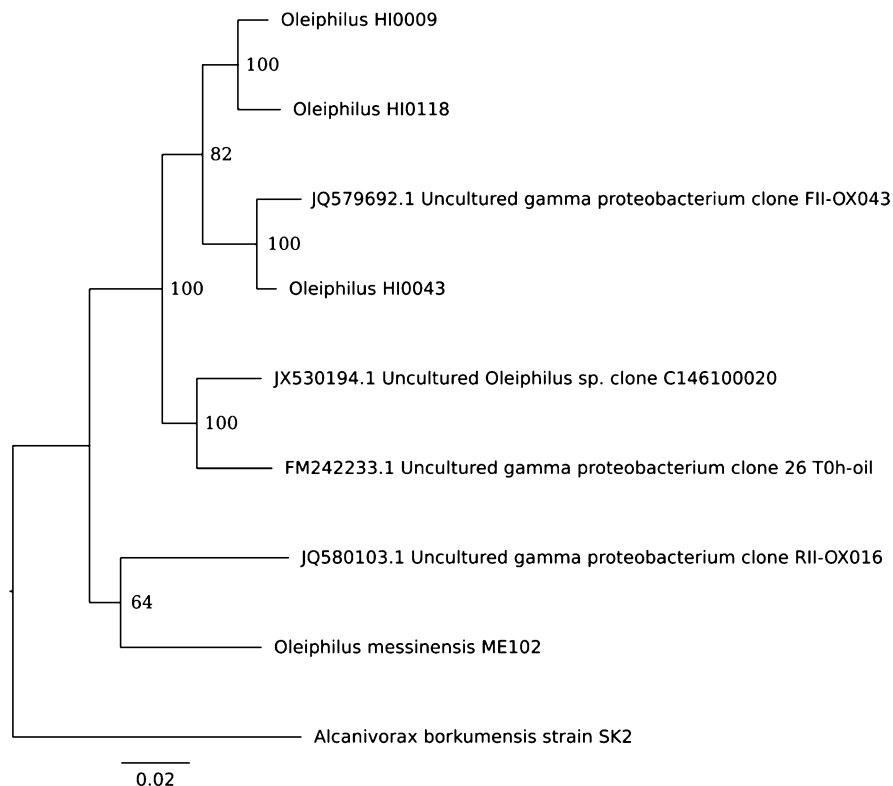 Oleiphilus HI0009
100
Oleiphilus HI0118
82
JQ579692.1 Uncultured gamma proteobacterium clone FII-OX043
100
Oleiphilus HI0043
100
JX530194.1 Uncultured Oleiphilus sp. clone C146100020
100
FM242233.1 Uncultured gamma proteobacterium clone 26 T0h-oil
JQ580103.1 Uncultured gamma proteobacterium clone RII-OX016
64
Oleiphilus messinensis ME102
Alcanivorax borkumensis strain SK2
0.02